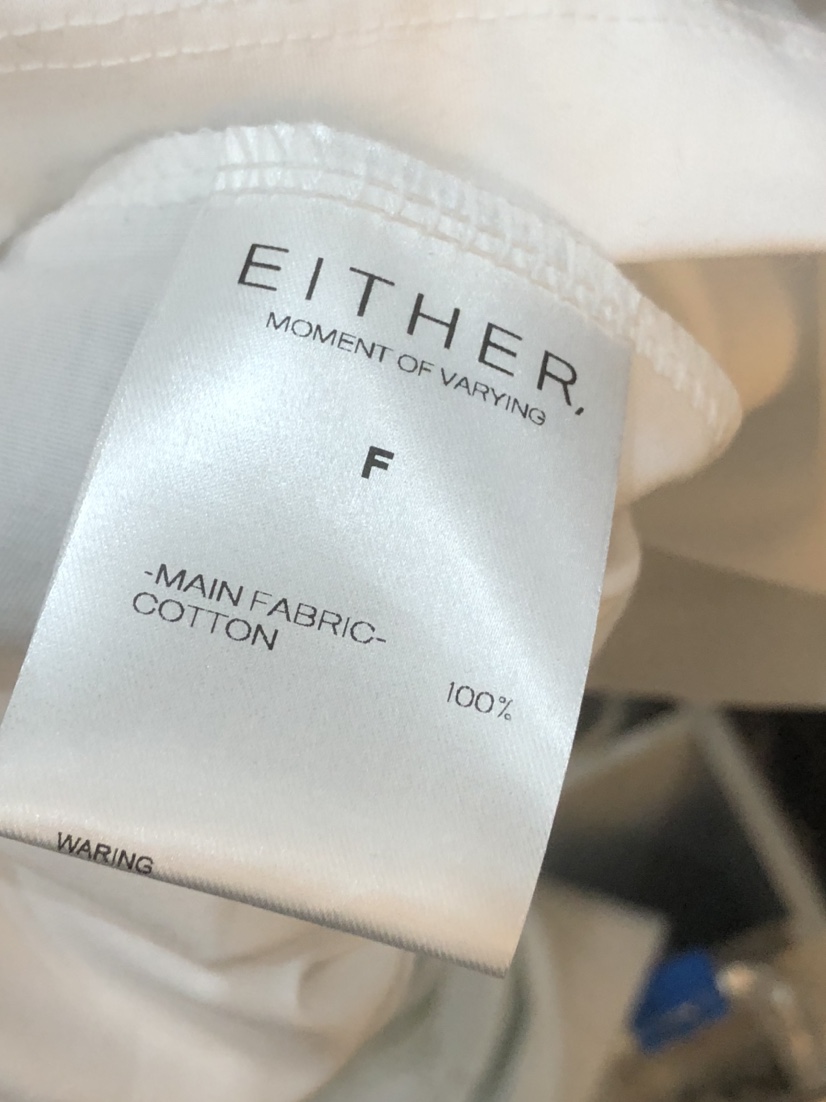 EITHER,
MOMENT OF VARYING
F
-MAIN FABRIC-
COTTON
100%
WARING